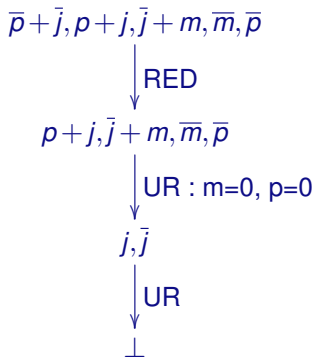 p̅ + j̅, p + j, j̅ + m, m̅, p̅
RED
p + j, j̅ + m, m̅, p̅
UR : m=0, p=0
j, j̅
UR
⊥